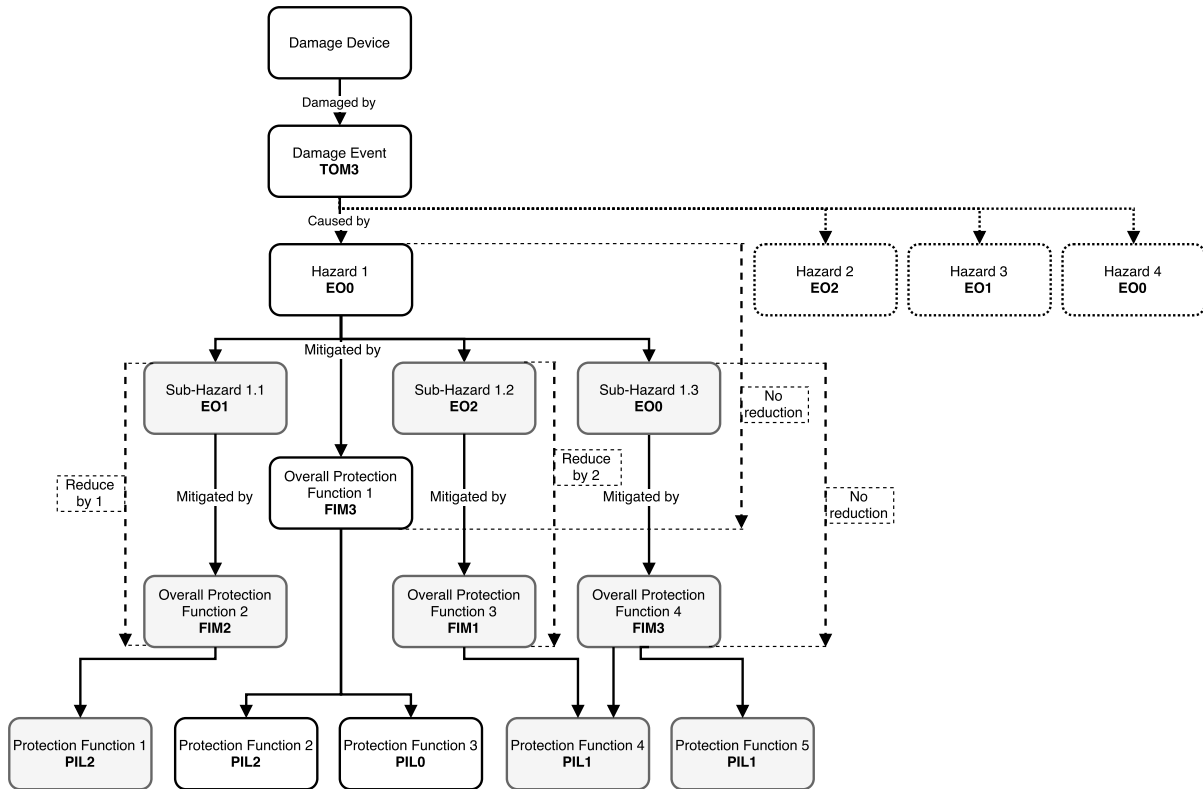 Damage Device
Damaged by
Damage Event
TOM3
Caused by
Hazard 1
EO0
Hazard 2
EO2
Hazard 3
EO1
Hazard 4
EO0
Mitigated by
Sub-Hazard 1.1
EO1
Sub-Hazard 1.2
EO2
Sub-Hazard 1.3
EO0
No
reduction
Reduce
by 1
Mitigated by
Overall Protection
Function 1
FIM3
Mitigated by
Reduce
by 2
Mitigated by
No
reduction
Overall Protection
Function 2
FIM2
Overall Protection
Function 3
FIM1
Overall Protection
Function 4
FIM3
Protection Function 1
PIL2
Protection Function 2
PIL2
Protection Function 3
PIL0
Protection Function 4
PIL1
Protection Function 5
PIL1